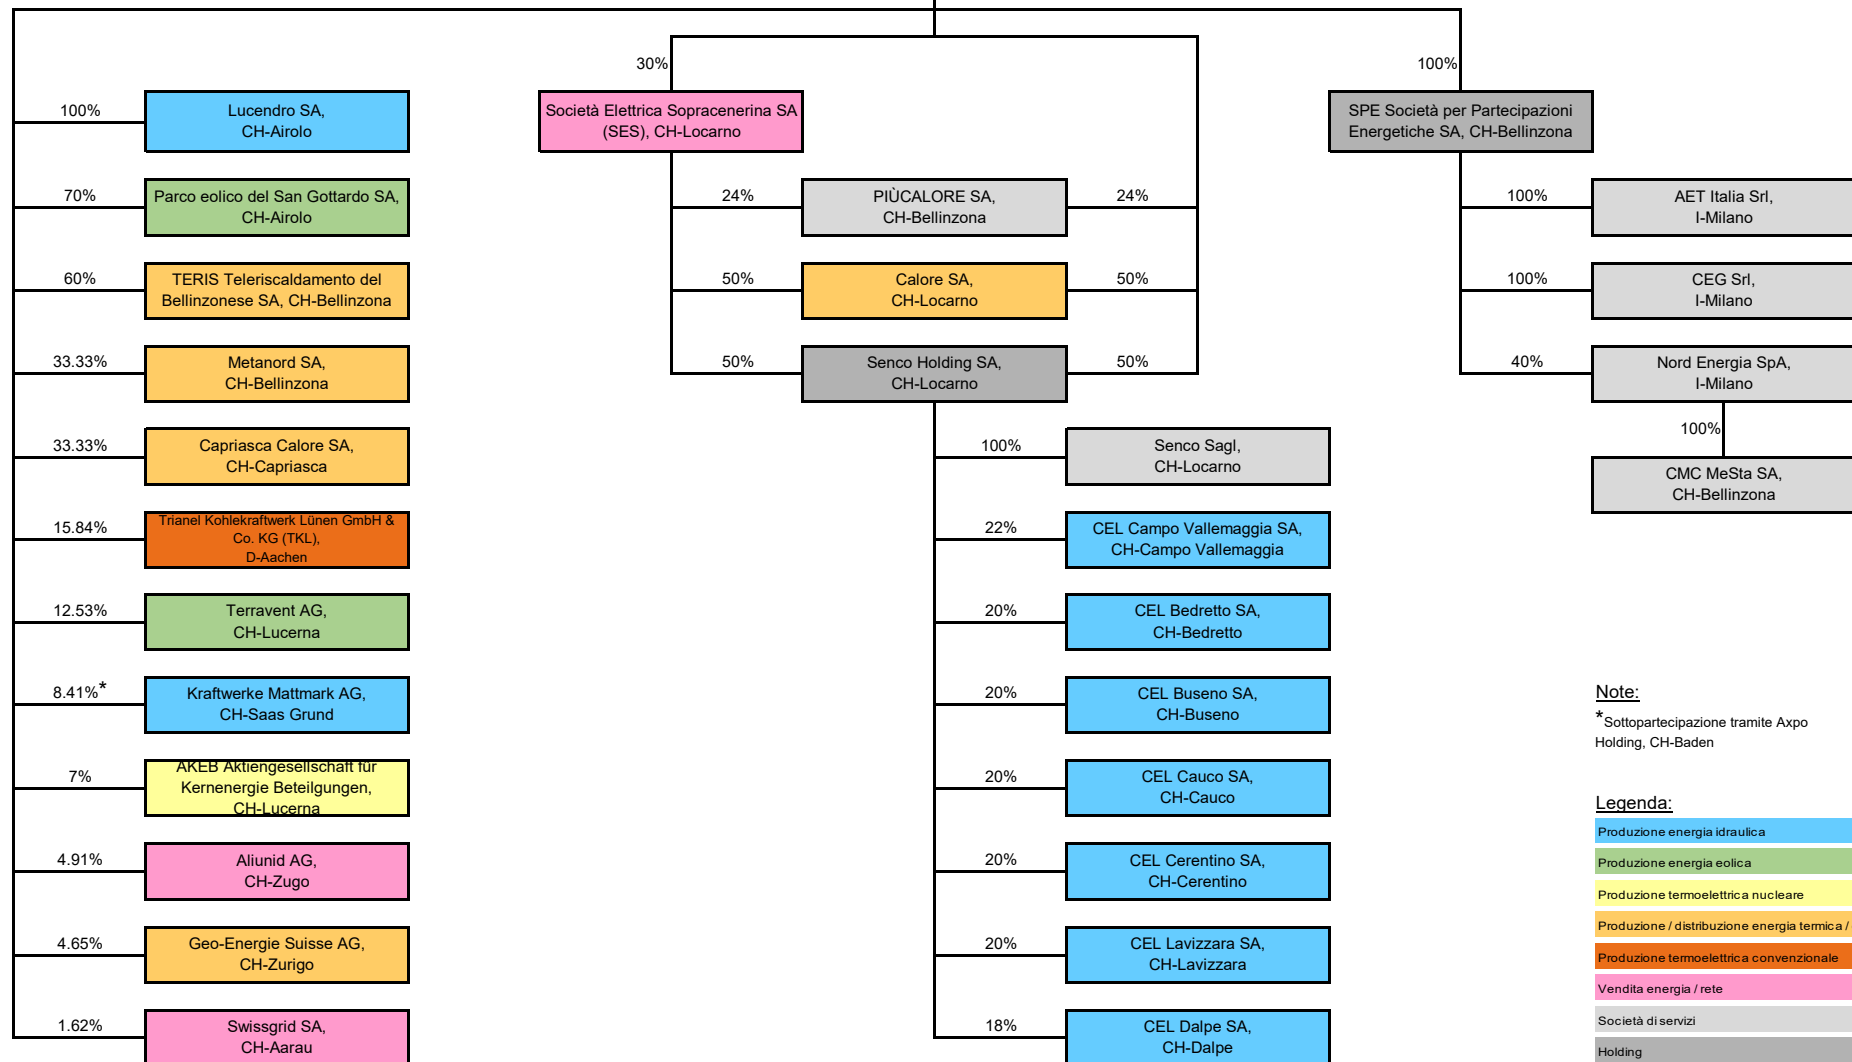 30%
100%
100%
Lucendro SA,
CH-Airolo
Società Elettrica Sopracenerina SA
(SES), CH-Locarno
SPE Società per Partecipazioni
Energetiche SA, CH-Bellinzona
70%
Parco eolico del San Gottardo SA,
CH-Airolo
24%
PIÙCALORE SA,
CH-Bellinzona
24%
100%
AET Italia Srl,
I-Milano
60%
TERIS Teleriscaldamento del
Bellinzonese SA, CH-Bellinzona
50%
Calore SA,
CH-Locarno
50%
100%
CEG Srl,
I-Milano
33.33%
Metanord SA,
CH-Bellinzona
50%
Senco Holding SA,
CH-Locarno
50%
40%
Nord Energia SpA,
I-Milano
33.33%
Capriasca Calore SA,
CH-Capriasca
100%
Senco Sagl,
CH-Locarno
100%
CMC MeSta SA,
CH-Bellinzona
15.84%
Trianel Kohlekraftwerk Lünen GmbH &
Co. KG (TKL),
D-Aachen
22%
CEL Campo Vallemaggia SA,
CH-Campo Vallemaggia
12.53%
Terravent AG,
CH-Lucerna
20%
CEL Bedretto SA,
CH-Bedretto
8.41%*
Kraftwerke Mattmark AG,
CH-Saas Grund
20%
CEL Buseno SA,
CH-Buseno
7%
AKEB Aktiengesellschaft für
Kernenergie Beteilgungen,
CH-Lucerna
20%
CEL Cauco SA,
CH-Cauco
4.91%
Aliunid AG,
CH-Zugo
20%
CEL Cerentino SA,
CH-Cerentino
4.65%
Geo-Energie Suisse AG,
CH-Zurigo
20%
CEL Lavizzara SA,
CH-Lavizzara
1.62%
Swissgrid SA,
CH-Aarau
18%
CEL Dalpe SA,
CH-Dalpe
Note:
*Sottopartecipazione tramite Axpo
Holding, CH-Baden
Legenda:
Produzione energia idraulica
Produzione energia eolica
Produzione termoelettrica nucleare
Produzione / distribuzione energia termica /
Produzione termoelettrica convenzionale
Vendita energia / rete
Società di servizi
Holding